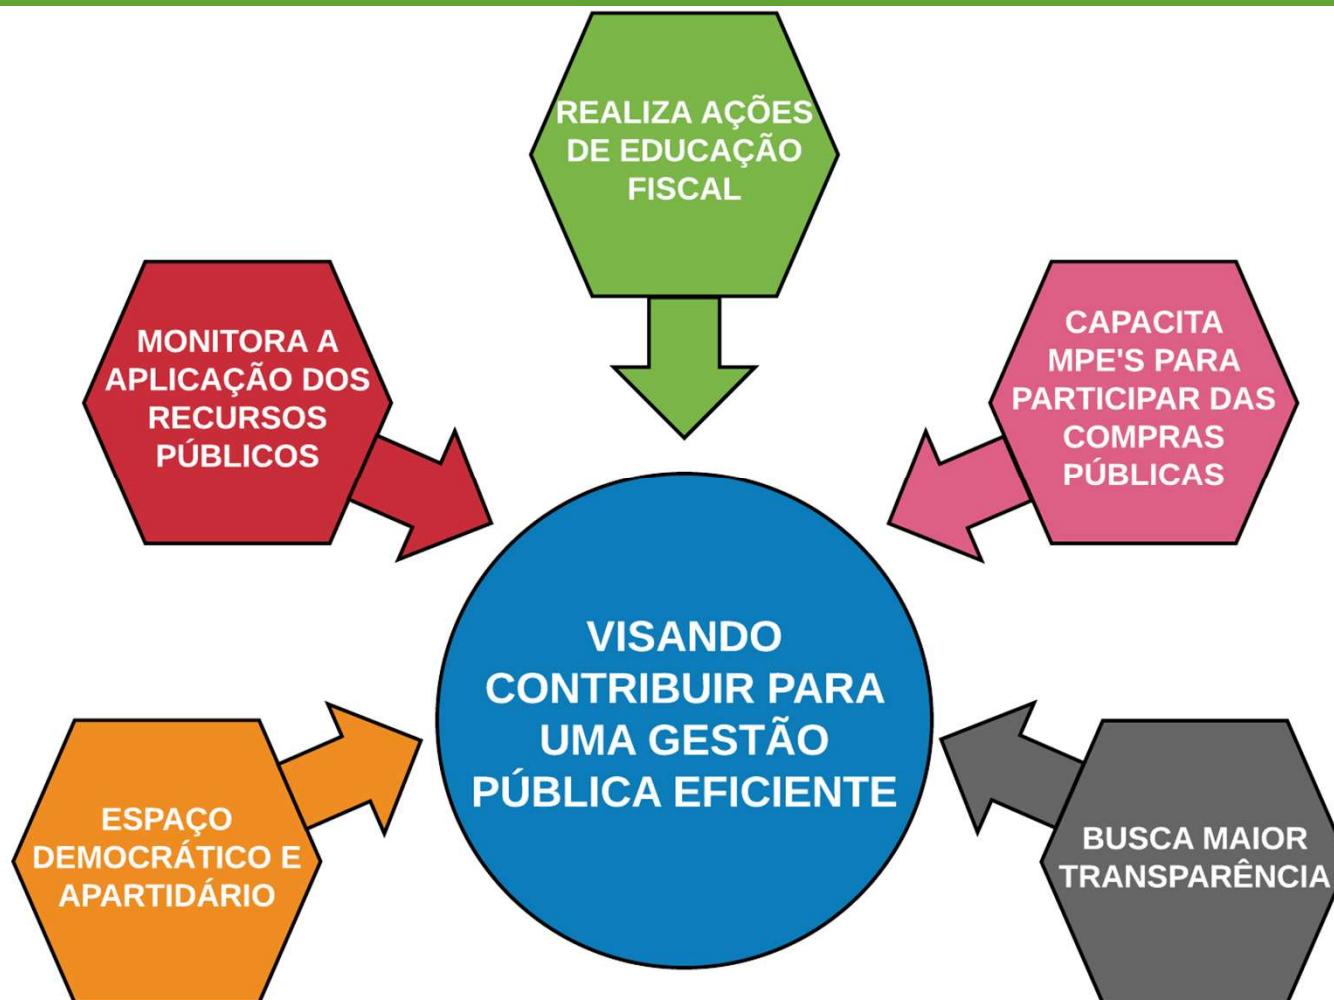 REALIZA AÇÕES
DE EDUCAÇÃO
FISCAL
MONITORA A
APLICAÇÃO DOS
RECURSOS
PÚBLICOS
CAPACITA
MPE'S PARA
PARTICIPAR DAS
COMPRAS
PÚBLICAS
VISANDO
CONTRIBUIR PARA
UMA GESTÃO
PÚBLICA EFICIENTE
ESPAÇO
DEMOCRÁTICO E
APARTIDÁRIO
BUSCA MAIOR
TRANSPARÊNCIA